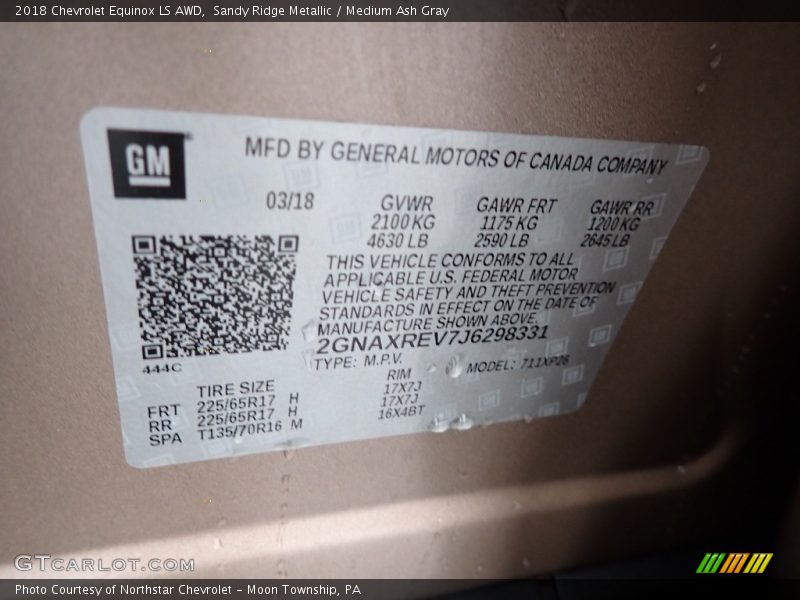 2018 Chevrolet Equinox LS AWD,  Sandy Ridge Metallic / Medium Ash Gray
GM
MFD BY GENERAL MOTORS OF CANADA COMPANY
03/18 GVWR GAWR FRT GAWR RR
2100 KG 1175 KG 1200 KG
4630 LB 2590 LB 2645 LB
THIS VEHICLE CONFORMS TO ALL
APPLICABLE U.S. FEDERAL MOTOR
VEHICLE SAFETY AND THEFT PREVENTION
STANDARDS IN EFFECT ON THE DATE OF
MANUFACTURE SHOWN ABOVE.
2GNAXREV7J6298331
TYPE: M.P.V. MODEL: 711XP26
444C
TIRE SIZE RIM
FRT 225/65R17 H 17X7J
RR 225/65R17 H 17X7J
SPA T135/70R16 M 16X4BT
GTCARLOT.COM
Photo Courtesy of Northstar Chevrolet – Moon Township, PA